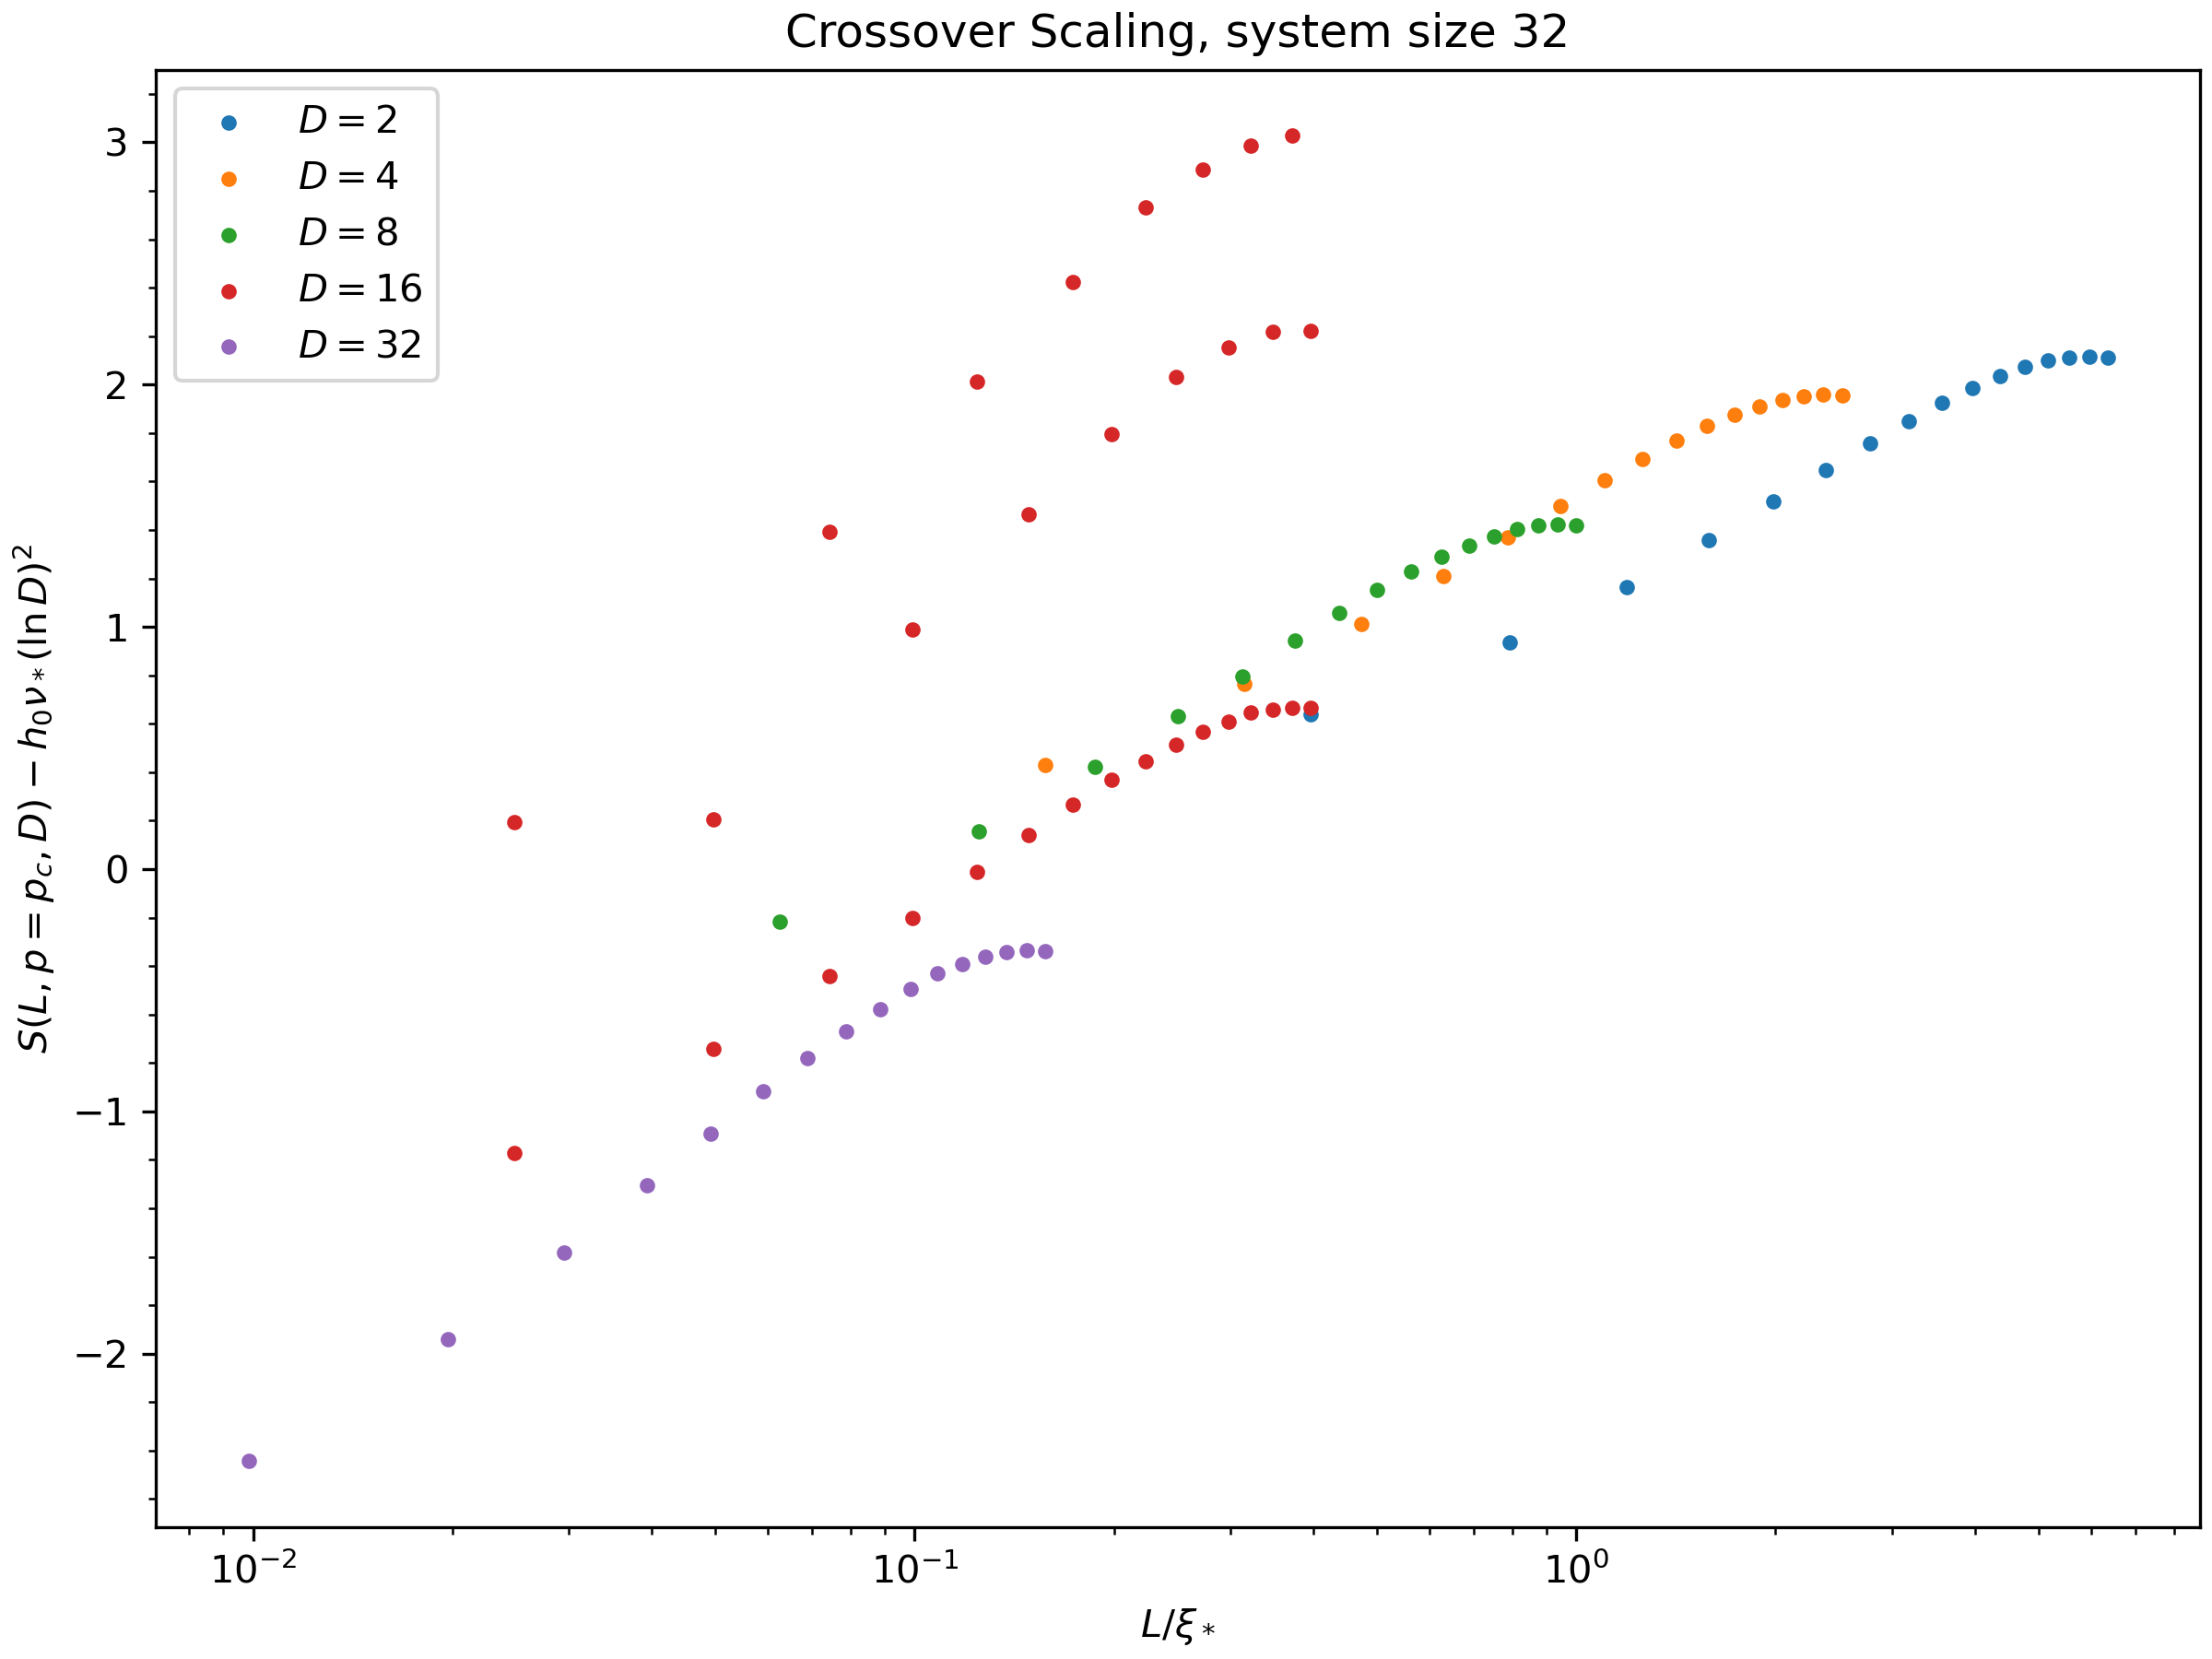 Crossover Scaling, system size 32
D = 2
D = 4
D = 8
D = 16
D = 32
S(L, p = p_c, D) − h_0ν_*(ln D)^2
3
2
1
0
−1
−2
10^−2
10^−1
10^0
L/ξ_*